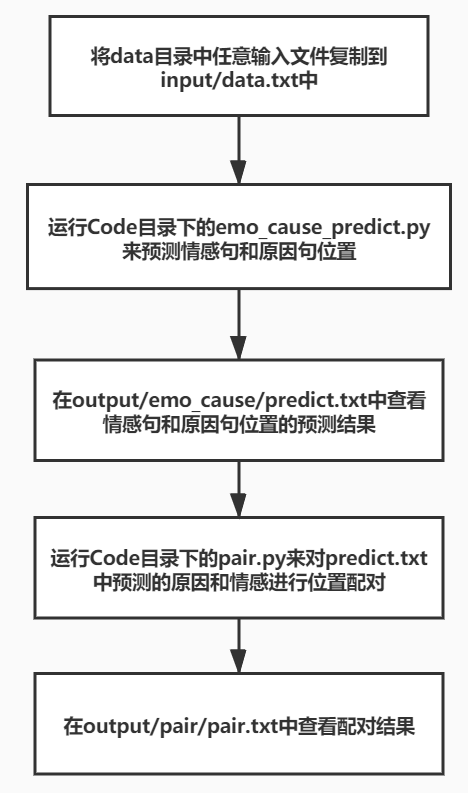 将data目录中任意输入文件复制到
input/data.txt中
运行Code目录下的emo_cause_predict.py
来预测情感句和原因句位置
在output/emo_cause/predict.txt中查看
情感句和原因句位置的预测结果
运行Code目录下的pair.py来对predict.txt
中预测的原因和情感进行位置配对
在output/pair/pair.txt中查看配对结果